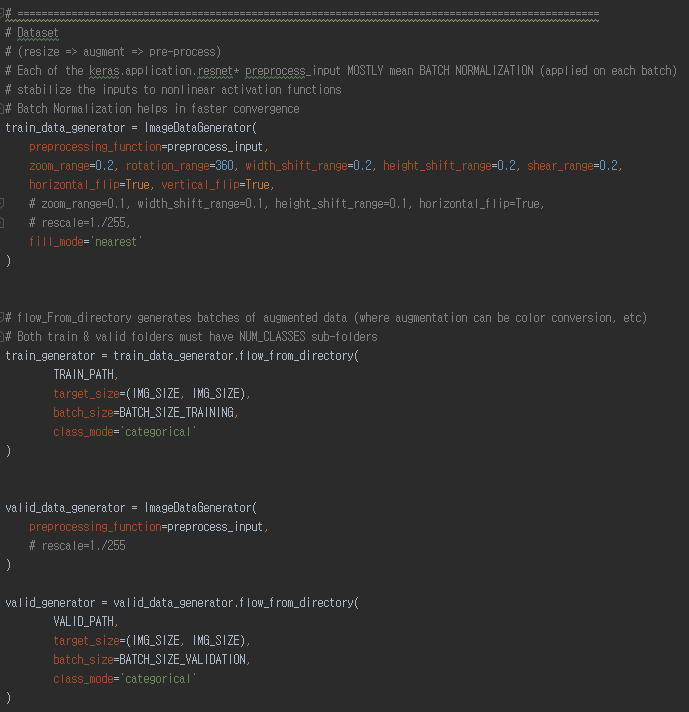 # =================================================================================================
# Dataset
# (resize => augment => pre-process)
# Each of the keras.application.resnet* preprocess_input MOSTLY mean BATCH NORMALIZATION (applied on each batch)
# stabilize the inputs to nonlinear activation functions
# Batch Normalization helps in faster convergence
train_data_generator = ImageDataGenerator(
    preprocessing_function=preprocess_input,
    zoom_range=0.2, rotation_range=360, width_shift_range=0.2, height_shift_range=0.2, shear_range=0.2,
    horizontal_flip=True, vertical_flip=True,
    # zoom_range=0.1, width_shift_range=0.1, height_shift_range=0.1, horizontal_flip=True,
    # rescale=1./255,
    fill_mode='nearest'
)
# flow_From_directory generates batches of augmented data (where augmentation can be color conversion, etc)
# Both train & valid folders must have NUM_CLASSES sub-folders
train_generator = train_data_generator.flow_from_directory(
        TRAIN_PATH,
        target_size=(IMG_SIZE, IMG_SIZE),
        batch_size=BATCH_SIZE_TRAINING,
        class_mode='categorical'
)
valid_data_generator = ImageDataGenerator(
    preprocessing_function=preprocess_input,
    # rescale=1./255
)
valid_generator = valid_data_generator.flow_from_directory(
        VALID_PATH,
        target_size=(IMG_SIZE, IMG_SIZE),
        batch_size=BATCH_SIZE_VALIDATION,
        class_mode='categorical'
)